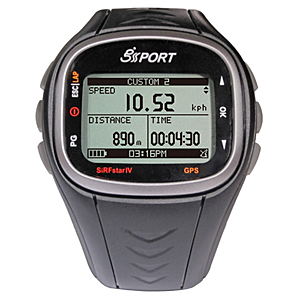 SPORT
ESC|LAP
PG
OK
CUSTOM 2
SPEED
10.52 kph
DISTANCE TIME
890m 00:04:30
03:16PM
SiRFstarIV GPS